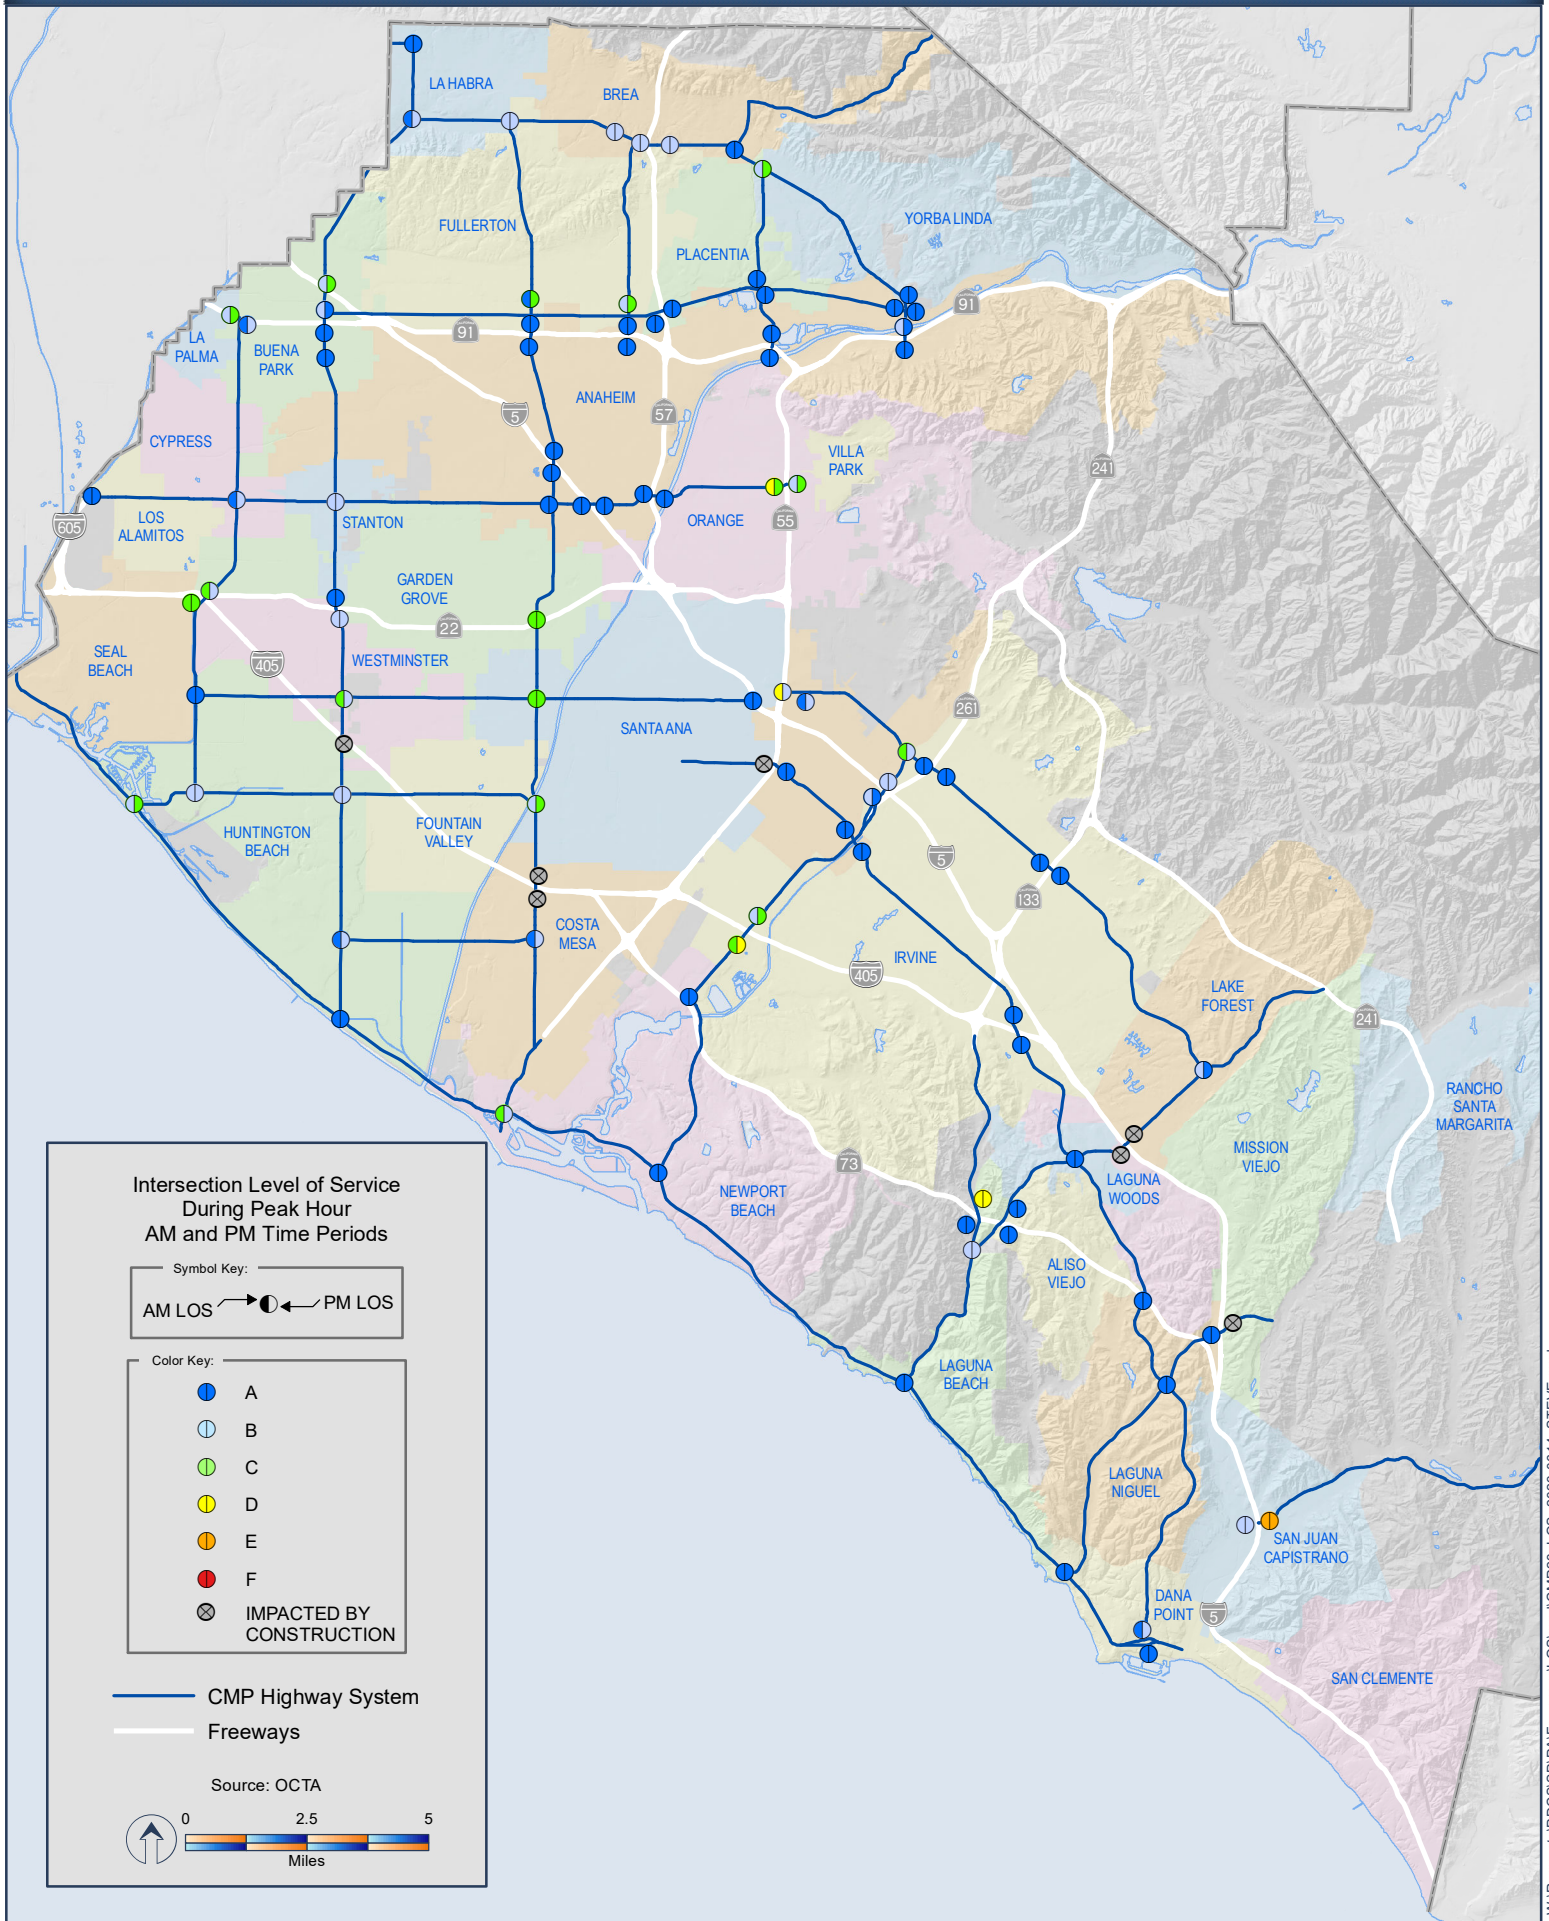 LA HABRA
BREA
FULLERTON
YORBA LINDA
PLACENTIA
91
LA
PALMA
BUENA
PARK
91
ANAHEIM
5
57
CYPRESS
VILLA
PARK
241
LOS
ALAMITOS
605
STANTON
ORANGE
55
GARDEN
GROVE
22
SEAL
BEACH
405
WESTMINSTER
261
SANTA ANA
HUNTINGTON
BEACH
FOUNTAIN
VALLEY
5
133
COSTA
MESA
IRVINE
405
LAKE
FOREST
241
RANCHO
SANTA
MARGARITA
MISSION
VIEJO
73
NEWPORT
BEACH
LAGUNA
WOODS
ALISO
VIEJO
LAGUNA
BEACH
LAGUNA
NIGUEL
SAN JUAN
CAPISTRANO
DANA
POINT
5
SAN CLEMENTE
Intersection Level of Service
During Peak Hour
AM and PM Time Periods
Symbol Key:
AM LOS
PM LOS
Color Key:
A
B
C
D
E
F
IMPACTED BY
CONSTRUCTION
CMP Highway System
Freeways
Source: OCTA
0 2.5 5
Miles